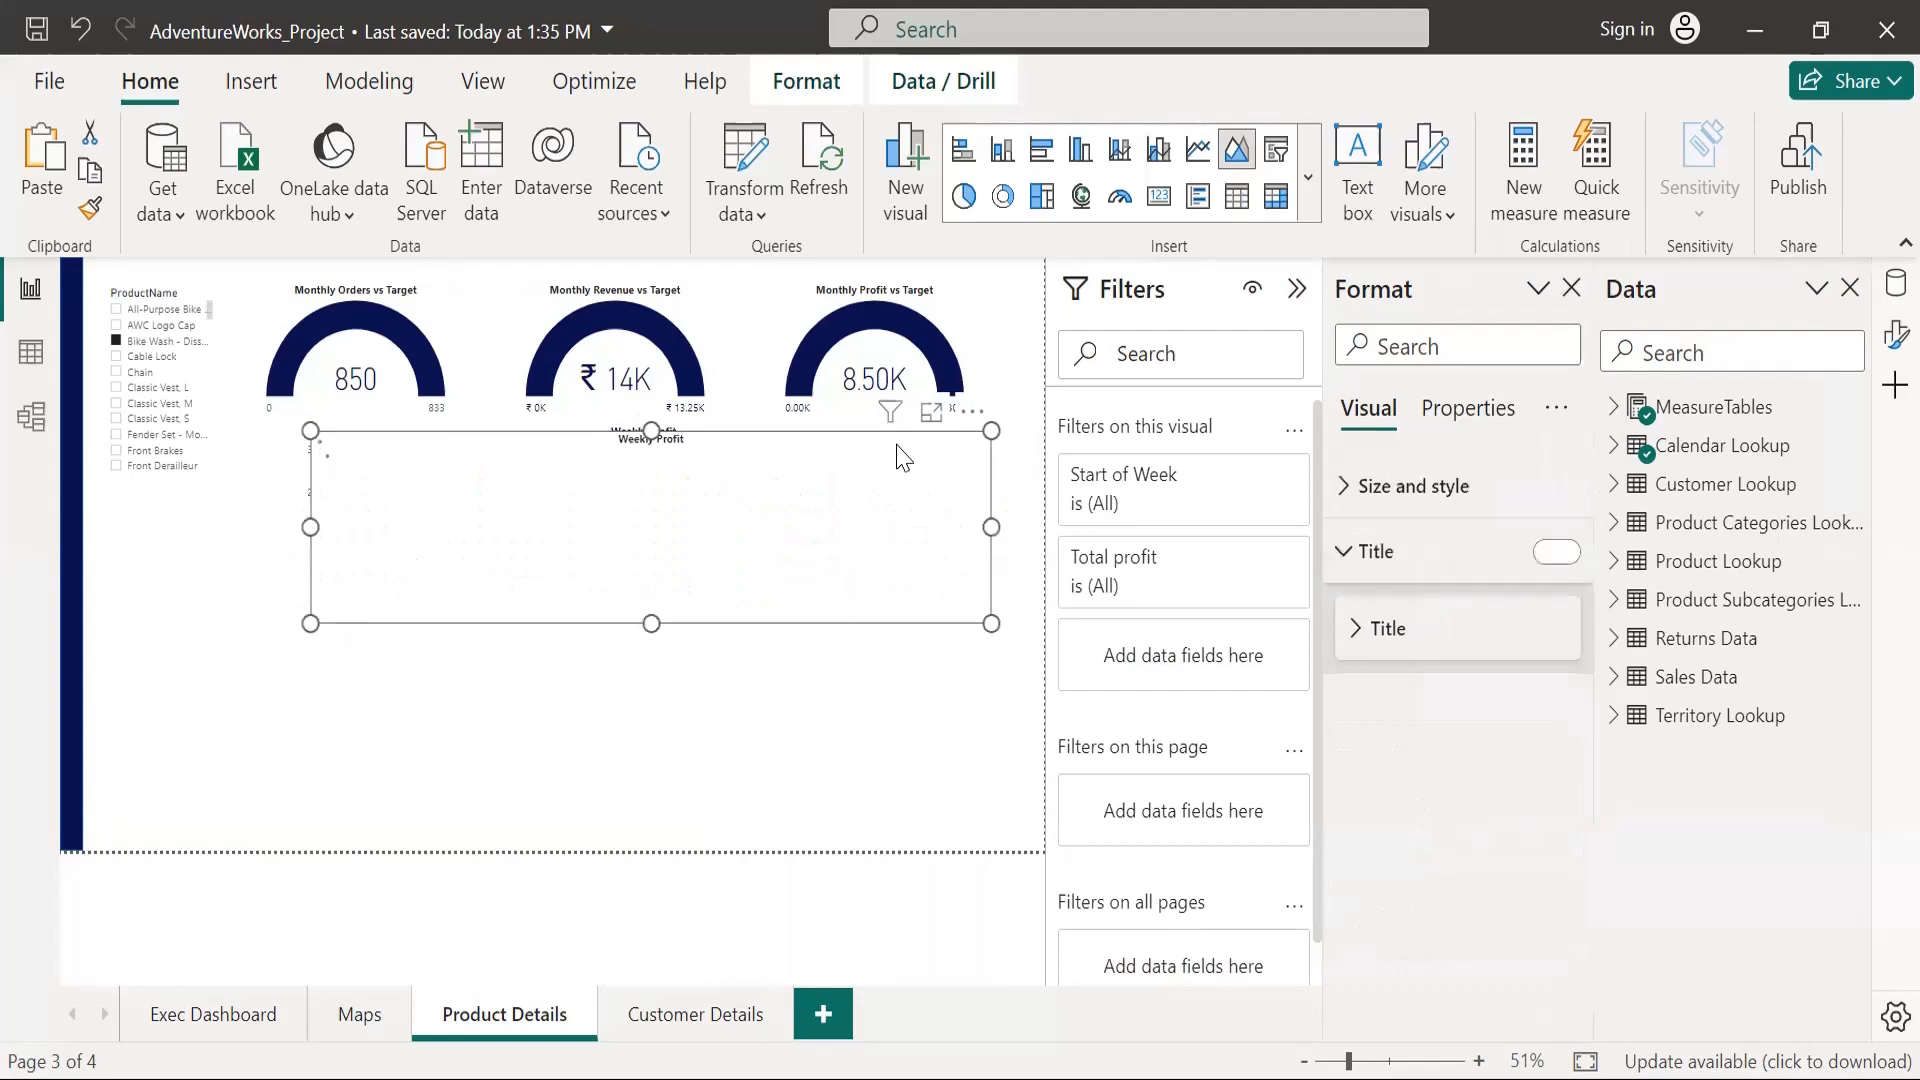 AdventureWorks_Project • Last saved: Today at 1:35 PM
Search
Sign in
File
Home
Insert
Modeling
View
Optimize
Help
Format
Data / Drill
Share
Paste
Get data
Excel workbook
OneLake data hub
SQL Server
Enter data
Dataverse
Recent sources
Transform data
Refresh
New visual
Text box
More visuals
New measure
Quick measure
Sensitivity
Publish
Clipboard
Data
Queries
Insert
Calculations
Sensitivity
Share
ProductName
All-Purpose Bike ...
AWC Logo Cap
Bike Wash - Diss...
Cable Lock
Chain
Classic Vest, L
Classic Vest, M
Classic Vest, S
Fender Set - Mo...
Front Brakes
Front Derailleur
Monthly Orders vs Target
850
0
833
Monthly Revenue vs Target
₹ 14K
₹ 0K
₹ 13.25K
Monthly Profit vs Target
8.50K
0.00K
Weekly Profit
Filters
Search
Filters on this visual
Start of Week
is (All)
Total profit
is (All)
Add data fields here
Filters on this page
Add data fields here
Filters on all pages
Add data fields here
Format
Search
Visual
Properties
Size and style
Title
Title
Data
Search
MeasureTables
Calendar Lookup
Customer Lookup
Product Categories Look...
Product Lookup
Product Subcategories L...
Returns Data
Sales Data
Territory Lookup
Exec Dashboard
Maps
Product Details
Customer Details
Page 3 of 4
51%
Update available (click to download)